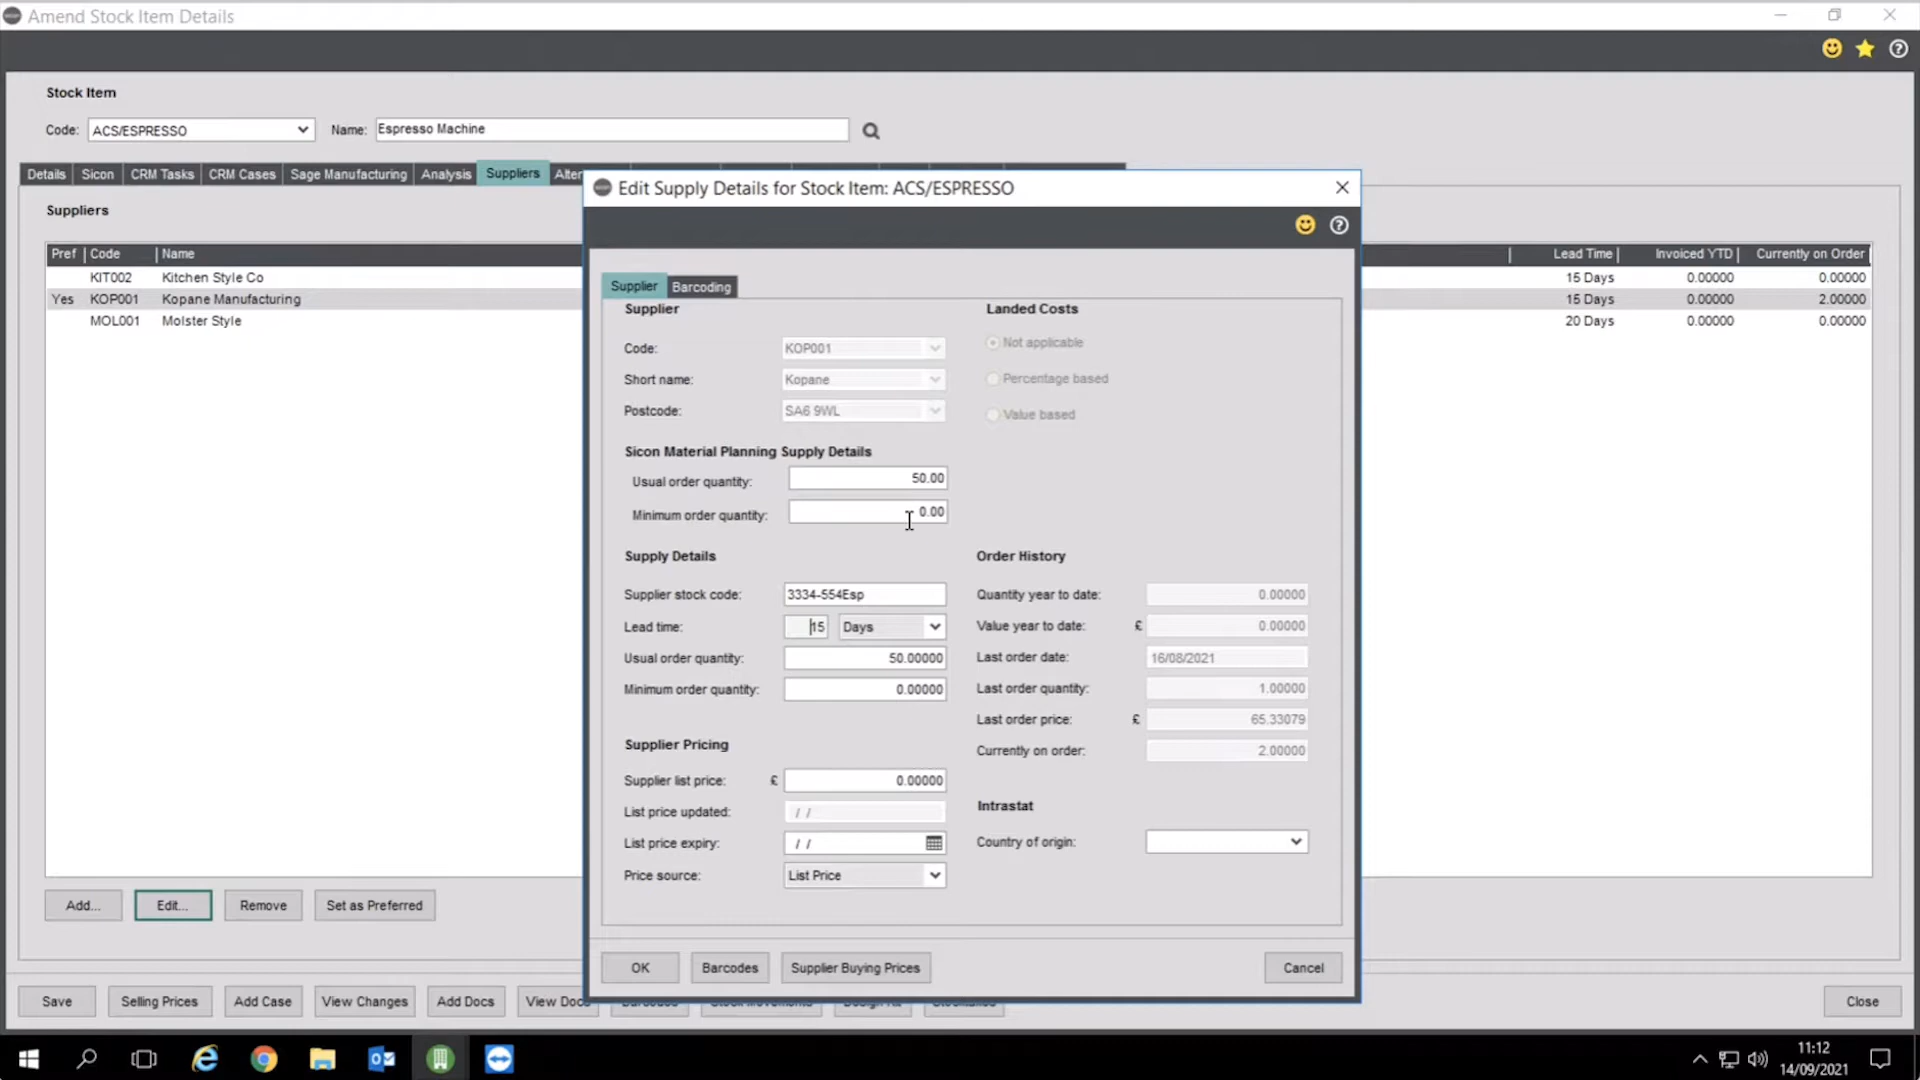 Amend Stock Item Details
Stock Item
Code: ACS/ESPRESSO Name: Espresso Machine
Details Sicon CRM Tasks CRM Cases Sage Manufacturing Analysis Suppliers Alter
Suppliers
Pref Code Name Lead Time Invoiced YTD Currently on Order
KIT002 Kitchen Style Co 15 Days 0.00000 0.00000
Yes KOP001 Kopane Manufacturing 15 Days 0.00000 2.00000
MOL001 Molster Style 20 Days 0.00000 0.00000
Edit Supply Details for Stock Item: ACS/ESPRESSO
Supplier Barcoding
Supplier Landed Costs
Code: KOP001 Not applicable
Short name: Kopane Percentage based
Postcode: SA6 9WL Value based
Sicon Material Planning Supply Details
Usual order quantity: 50.00
Minimum order quantity: 0.00
Supply Details Order History
Supplier stock code: 3334-554Esp Quantity year to date: 0.00000
Lead time: 15 Days Value year to date: £ 0.00000
Usual order quantity: 50.00000 Last order date: 16/08/2021
Minimum order quantity: 0.00000 Last order quantity: 1.00000
Last order price: £ 65.33079
Supplier Pricing Currently on order: 2.00000
Supplier list price: £ 0.00000
List price updated: / / Intrastat
List price expiry: / / Country of origin:
Price source: List Price
Add... Edit... Remove Set as Preferred
OK Barcodes Supplier Buying Prices Cancel
Save Selling Prices Add Case View Changes Add Docs View Docs Barcodes Stock Movements Close
11:12
14/09/2021